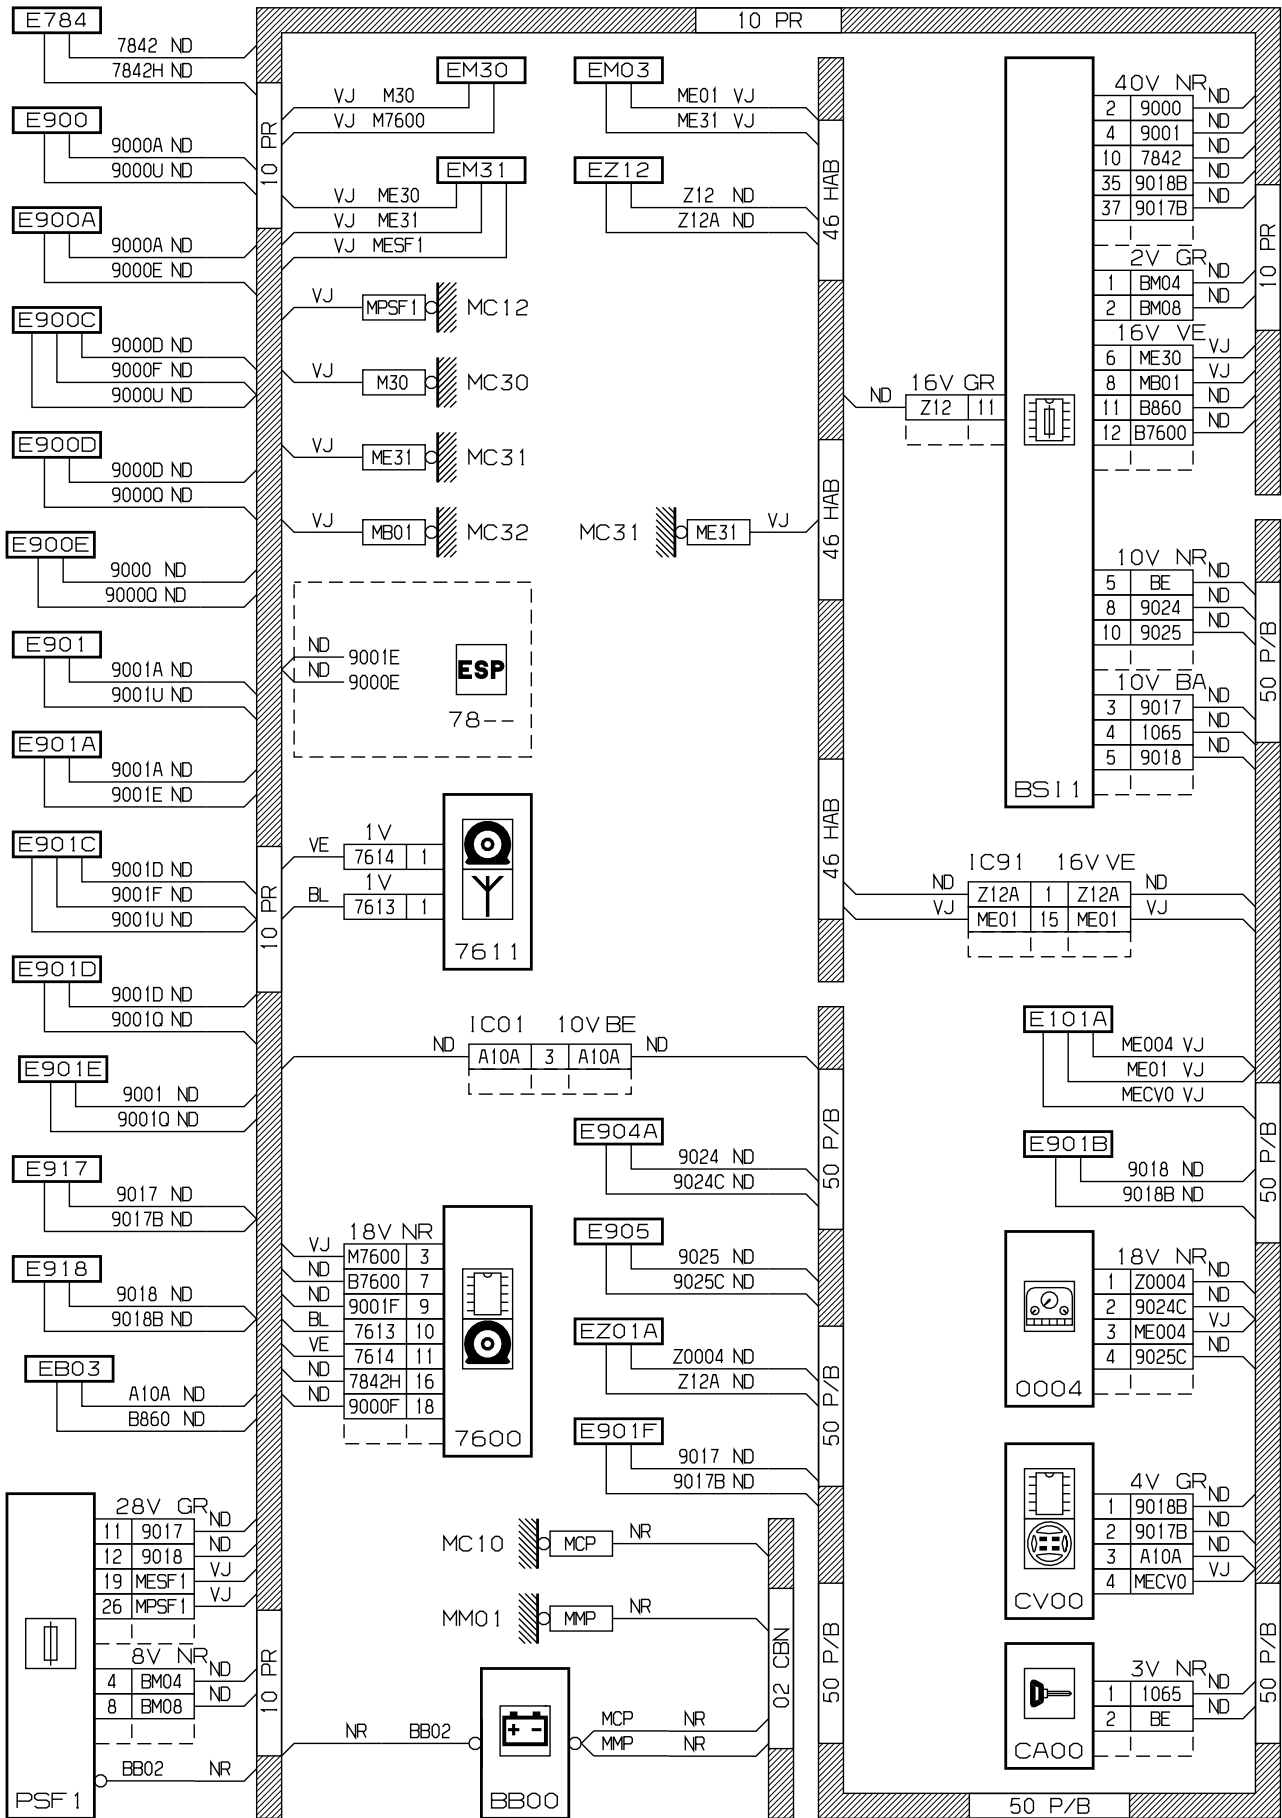 10 PR
E784
7842 ND
7842H ND
E900
9000A ND
9000U ND
E900A
9000A ND
9000E ND
E900C
9000D ND
9000F ND
9000U ND
E900D
9000D ND
9000Q ND
E900E
9000 ND
9000Q ND
E901
9001A ND
9001U ND
E901A
9001A ND
9001E ND
E901C
9001D ND
9001F ND
9001U ND
E901D
9001D ND
9001Q ND
E901E
9001 ND
9001Q ND
E917
9017 ND
9017B ND
E918
9018 ND
9018B ND
EB03
A10A ND
B860 ND
28V GR
11 9017 ND
12 9018 ND
19 MESF1 VJ
26 MPSF1 VJ
8V NR
4 BM04 ND
8 BM08 ND
BB02 NR
PSF1
10 PR
10 PR
10 PR
EM30
VJ M30
VJ M7600
EM31
VJ ME30
VJ ME31
VJ MESF1
VJ MPSF1 MC12
VJ M30 MC30
VJ ME31 MC31
VJ MB01 MC32
ND 9001E
ND 9000E
ESP
78--
1V
VE 7614 1
1V
BL 7613 1
7611
IC01 10V BE
ND A10A 3 A10A ND
18V NR
VJ M7600 3
ND B7600 7
ND 9001F 9
BL 7613 10
VE 7614 11
ND 7842H 16
ND 9000F 18
7600
EM03
ME01 VJ
ME31 VJ
EZ12
Z12 ND
Z12A ND
MC31 ME31 VJ
E904A
9024 ND
9024C ND
E905
9025 ND
9025C ND
EZ01A
Z0004 ND
Z12A ND
E901F
9017 ND
9017B ND
MC10 MCP NR
MM01 MMP NR
NR BB02
MCP NR
MMP NR
BB00
02 CBN
46 HAB
46 HAB
46 HAB
50 P/B
50 P/B
50 P/B
16V GR
ND Z12 11
BSI1
40V NR
2 9000 ND
4 9001 ND
10 7842 ND
35 9018B ND
37 9017B ND
2V GR
1 BM04 ND
2 BM08 ND
16V VE
6 ME30 VJ
8 MB01 VJ
11 B860 ND
12 B7600 ND
10V NR
5 BE ND
8 9024 ND
10 9025 ND
10V BA
3 9017 ND
4 1065 ND
5 9018 ND
IC91 16V VE
ND Z12A 1 Z12A ND
VJ ME01 15 ME01 VJ
E101A
ME004 VJ
ME01 VJ
MECV0 VJ
E901B
9018 ND
9018B ND
18V NR
1 Z0004 ND
2 9024C ND
3 ME004 VJ
4 9025C ND
0004
4V GR
1 9018B ND
2 9017B ND
3 A10A ND
4 MECV0 VJ
CV00
3V NR
1 1065 ND
2 BE ND
CA00
10 PR
50 P/B
50 P/B
50 P/B
50 P/B